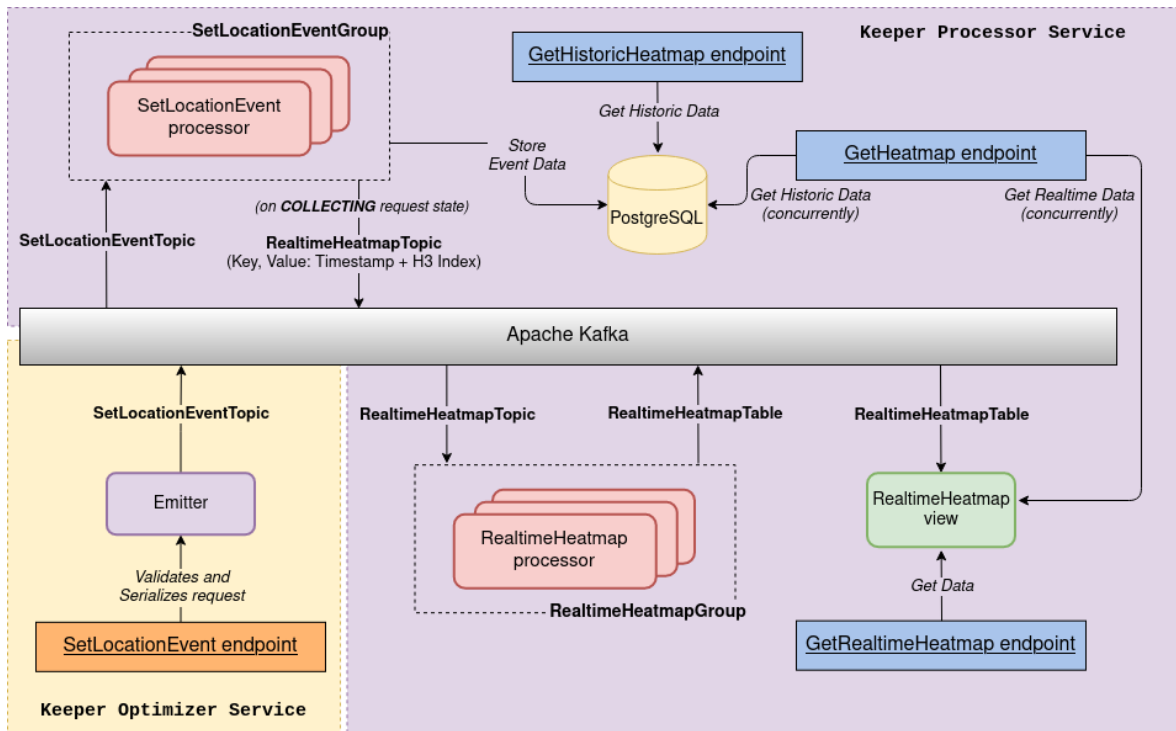 SetLocationEventGroup
Keeper Processor Service
GetHistoricHeatmap endpoint
SetLocationEvent
processor
Get Historic Data
Store
Event Data
GetHeatmap endpoint
PostgreSQL
Get Historic Data
(concurrently)
Get Realtime Data
(concurrently)
(on COLLECTING request state)
SetLocationEventTopic
RealtimeHeatmapTopic
(Key, Value: Timestamp + H3 Index)
Apache Kafka
SetLocationEventTopic
RealtimeHeatmapTopic
RealtimeHeatmapTable
RealtimeHeatmapTable
Emitter
RealtimeHeatmap
processor
RealtimeHeatmap
view
Validates and
Serializes request
Get Data
RealtimeHeatmapGroup
SetLocationEvent endpoint
GetRealtimeHeatmap endpoint
Keeper Optimizer Service